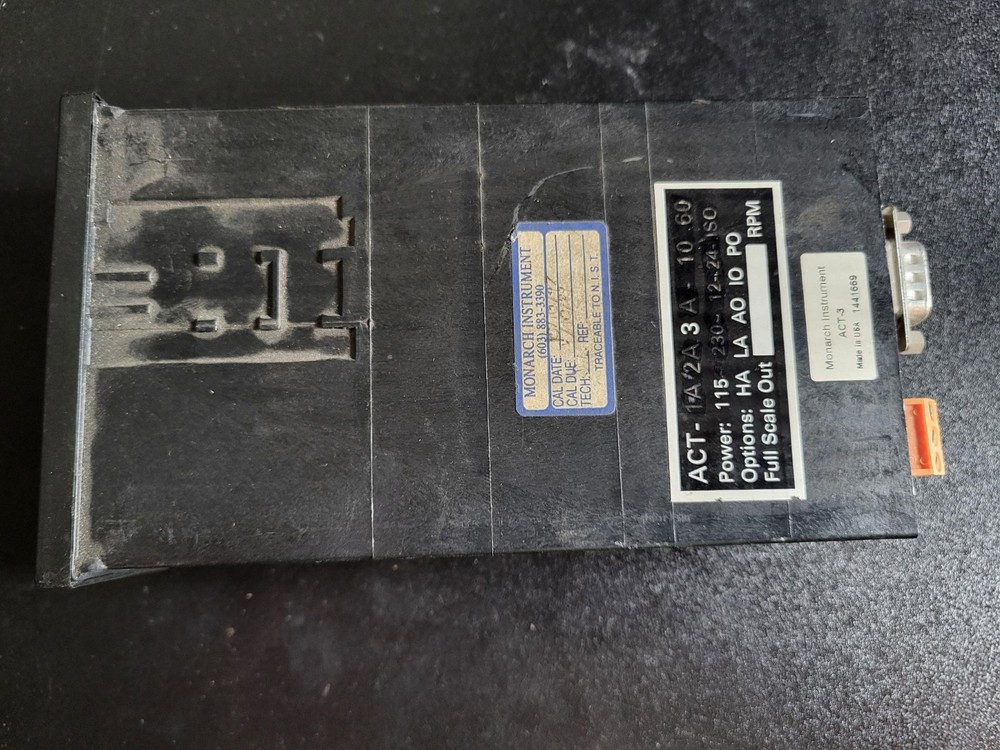 MONARCH INSTRUMENT
(603) 883-3390
CAL DATE
CAL DUE
TECH: REF.
TRACEABLE TO N.I.S.T.
ACT- 1A 2A 3 A - 10 60
Power: 115 230 12-24 ISO
Options: HA LA AO IO PO
Full Scale Out RPM
Monarch Instrument
ACT-3
Made in USA 1441669